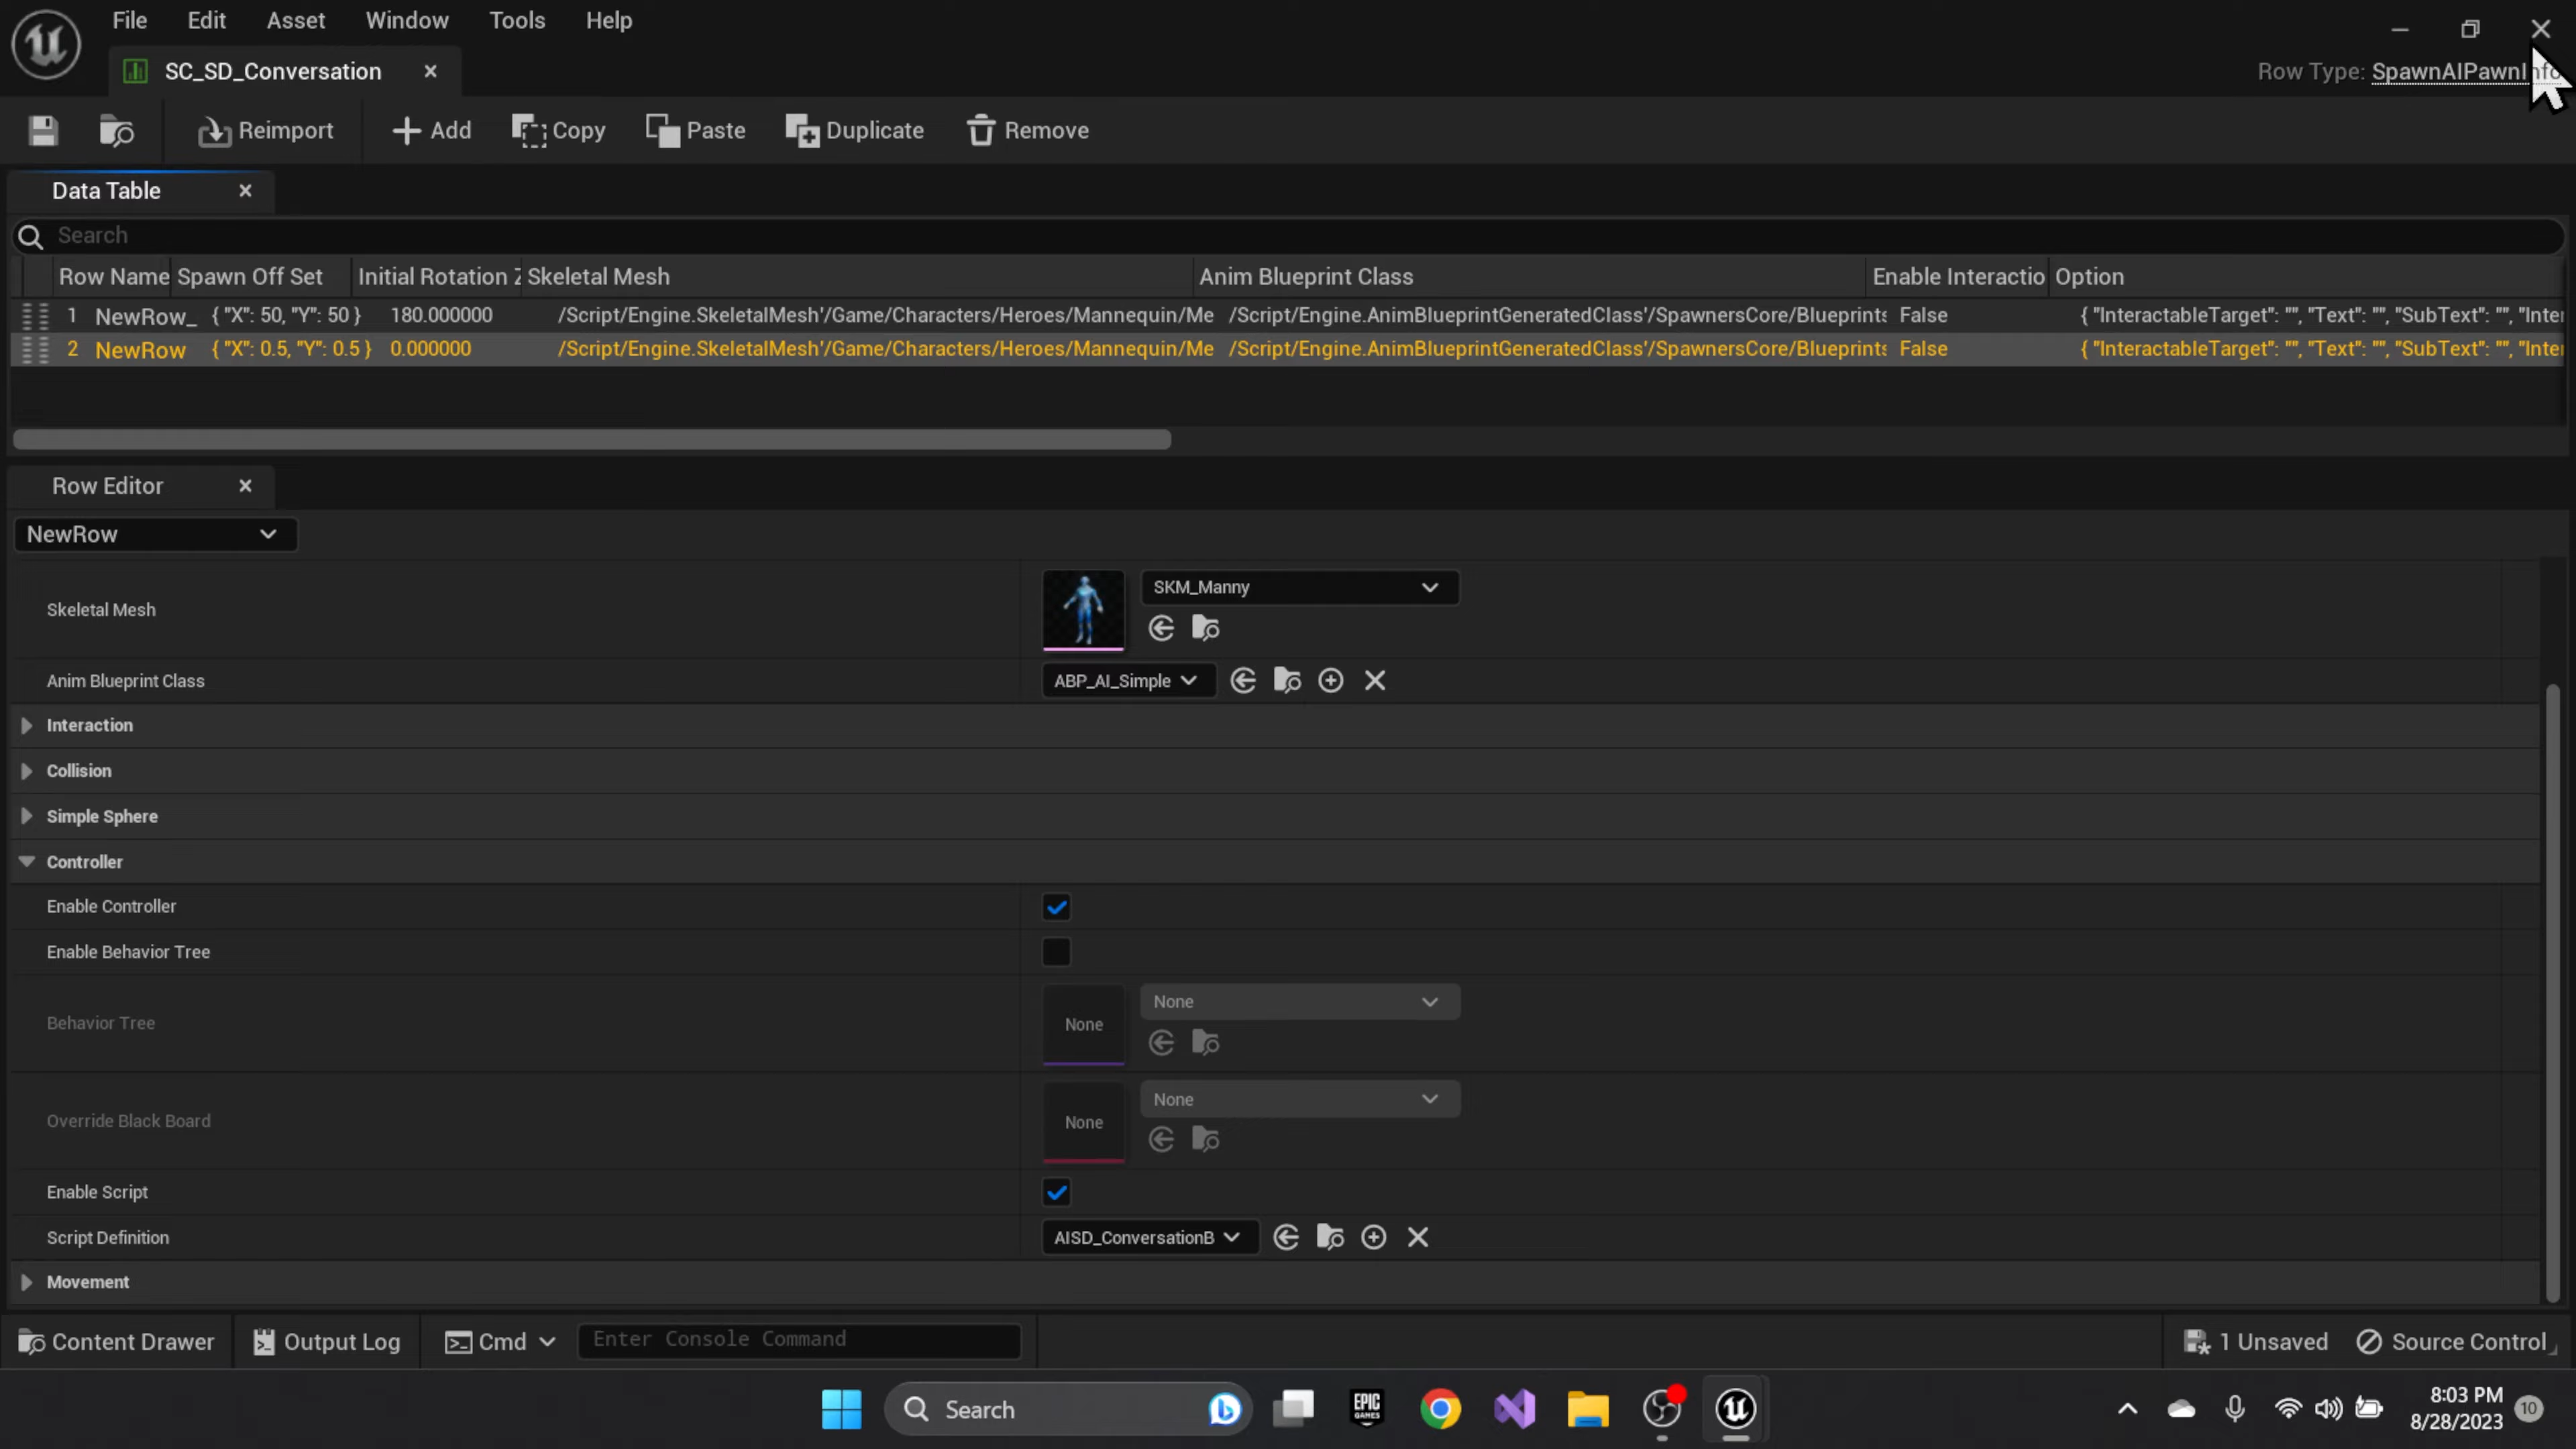 File Edit Asset Window Tools Help
SC_SD_Conversation
Row Type: SpawnAIPawnInfo
Reimport Add Copy Paste Duplicate Remove
Data Table
Search
Row Name Spawn Off Set Initial Rotation Z Skeletal Mesh Anim Blueprint Class Enable Interactio Option
1 NewRow_ { "X": 50, "Y": 50 } 180.000000 /Script/Engine.SkeletalMesh'/Game/Characters/Heroes/Mannequin/Me /Script/Engine.AnimBlueprintGeneratedClass'/SpawnersCore/Blueprints False { "InteractableTarget": "", "Text": "", "SubText": "", "Inter
2 NewRow { "X": 0.5, "Y": 0.5 } 0.000000 /Script/Engine.SkeletalMesh'/Game/Characters/Heroes/Mannequin/Me /Script/Engine.AnimBlueprintGeneratedClass'/SpawnersCore/Blueprints False { "InteractableTarget": "", "Text": "", "SubText": "", "Inter
Row Editor
NewRow
Skeletal Mesh SKM_Manny
Anim Blueprint Class ABP_AI_Simple
Interaction
Collision
Simple Sphere
Controller
Enable Controller
Enable Behavior Tree
Behavior Tree None None
Override Black Board None None
Enable Script
Script Definition AISD_ConversationB
Movement
Content Drawer Output Log Cmd Enter Console Command 1 Unsaved Source Control
Search EPIC GAMES 8:03 PM 10
8/28/2023